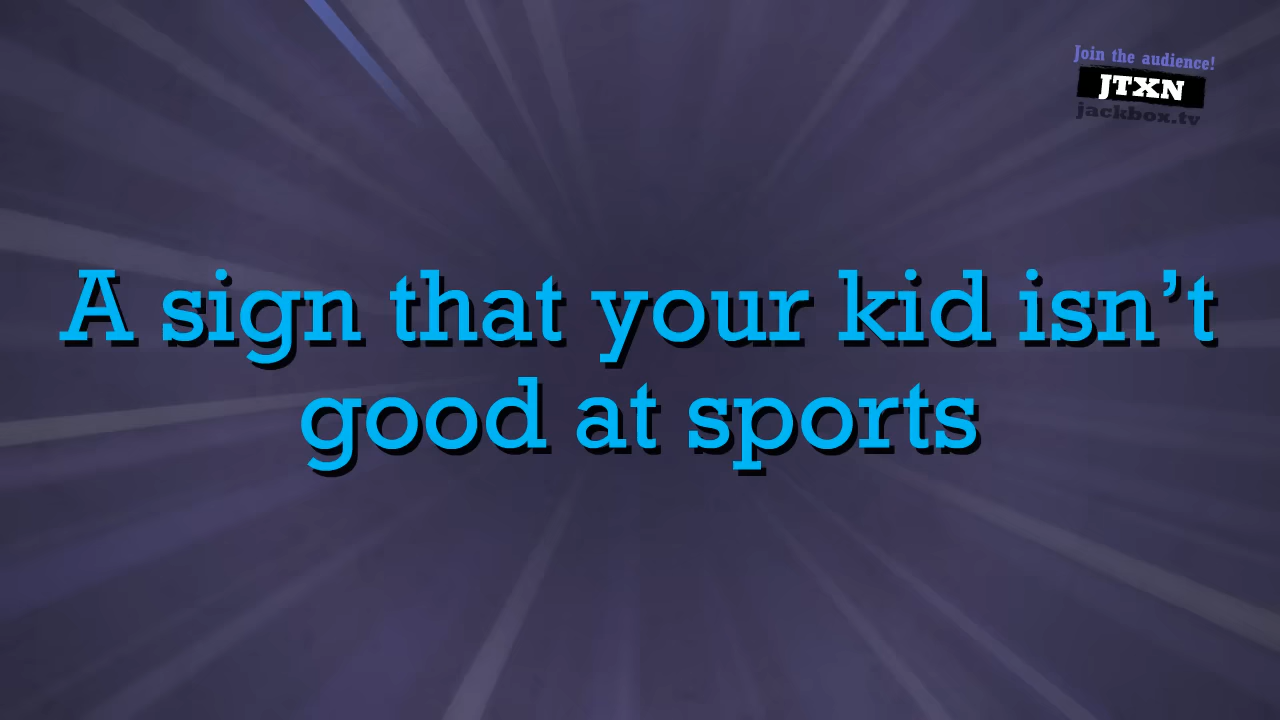 Join the audience!
JTXN
jackbox.tv
A sign that your kid isn’t
good at sports